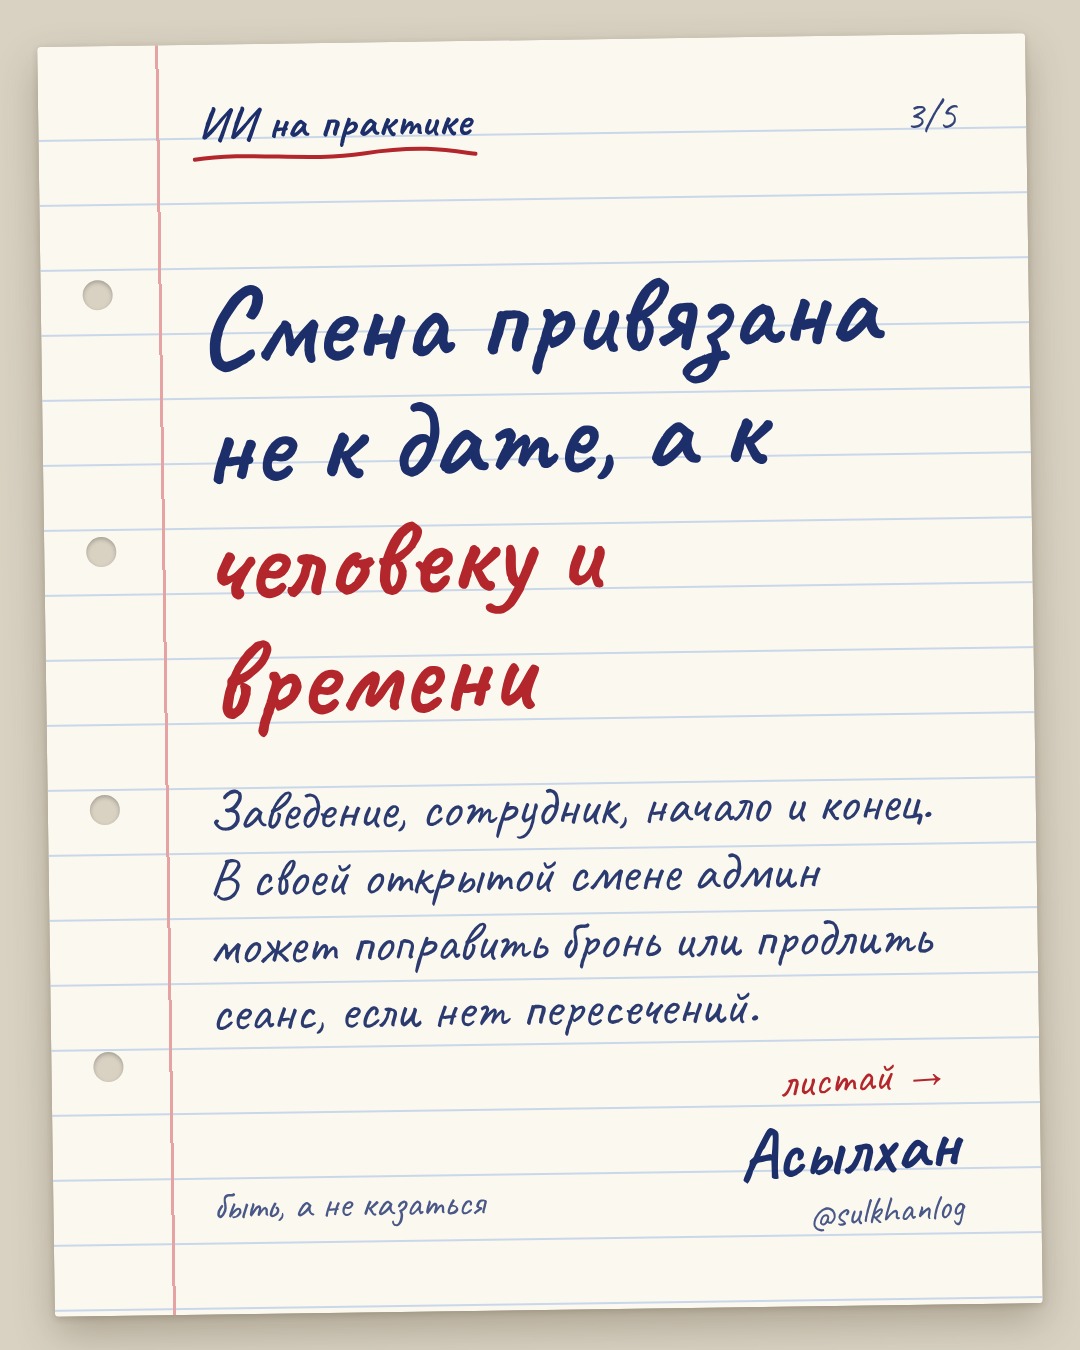 ИИ на практике
3/5
Смена привязана
не к дате, а к
человеку и
времени
Заведение, сотрудник, начало и конец.
В своей открытой смене админ
может поправить бронь или продлить
сеанс, если нет пересечений.
листай →
Асылхан
быть, а не казаться
@sulkhanlog